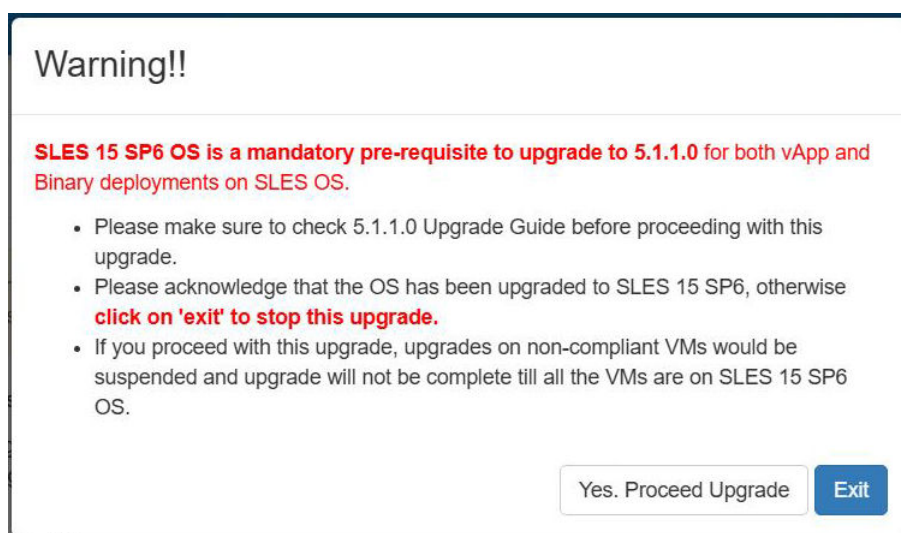 Warning!!
SLES 15 SP6 OS is a mandatory pre-requisite to upgrade to 5.1.1.0 for both vApp and
Binary deployments on SLES OS.
• Please make sure to check 5.1.1.0 Upgrade Guide before proceeding with this
upgrade.
• Please acknowledge that the OS has been upgraded to SLES 15 SP6, otherwise
click on 'exit' to stop this upgrade.
• If you proceed with this upgrade, upgrades on non-compliant VMs would be
suspended and upgrade will not be complete till all the VMs are on SLES 15 SP6
OS.
Yes. Proceed Upgrade Exit